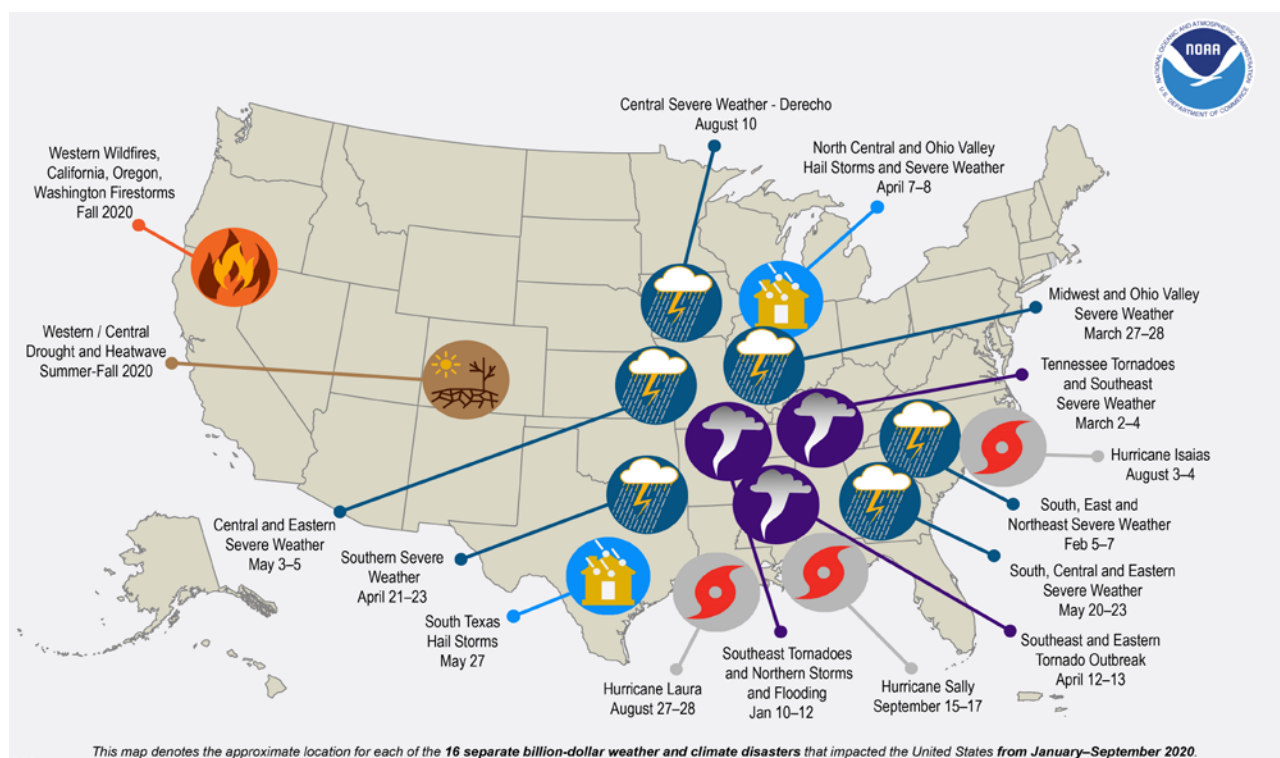 NATIONAL OCEANIC AND ATMOSPHERIC ADMINISTRATION
NOAA
U.S. DEPARTMENT OF COMMERCE
Central Severe Weather - Derecho
August 10
North Central and Ohio Valley
Hail Storms and Severe Weather
April 7–8
Western Wildfires,
California, Oregon,
Washington Firestorms
Fall 2020
Midwest and Ohio Valley
Severe Weather
March 27–28
Western / Central
Drought and Heatwave
Summer-Fall 2020
Tennessee Tornadoes
and Southeast
Severe Weather
March 2–4
Hurricane Isaias
August 3–4
South, East and
Northeast Severe Weather
Feb 5–7
Central and Eastern
Severe Weather
May 3–5
Southern Severe
Weather
April 21–23
South, Central and Eastern
Severe Weather
May 20–23
South Texas
Hail Storms
May 27
Southeast and Eastern
Tornado Outbreak
April 12–13
Hurricane Laura
August 27–28
Southeast Tornadoes
and Northern Storms
and Flooding
Jan 10–12
Hurricane Sally
September 15–17
This map denotes the approximate location for each of the 16 separate billion-dollar weather and climate disasters that impacted the United States from January–September 2020.